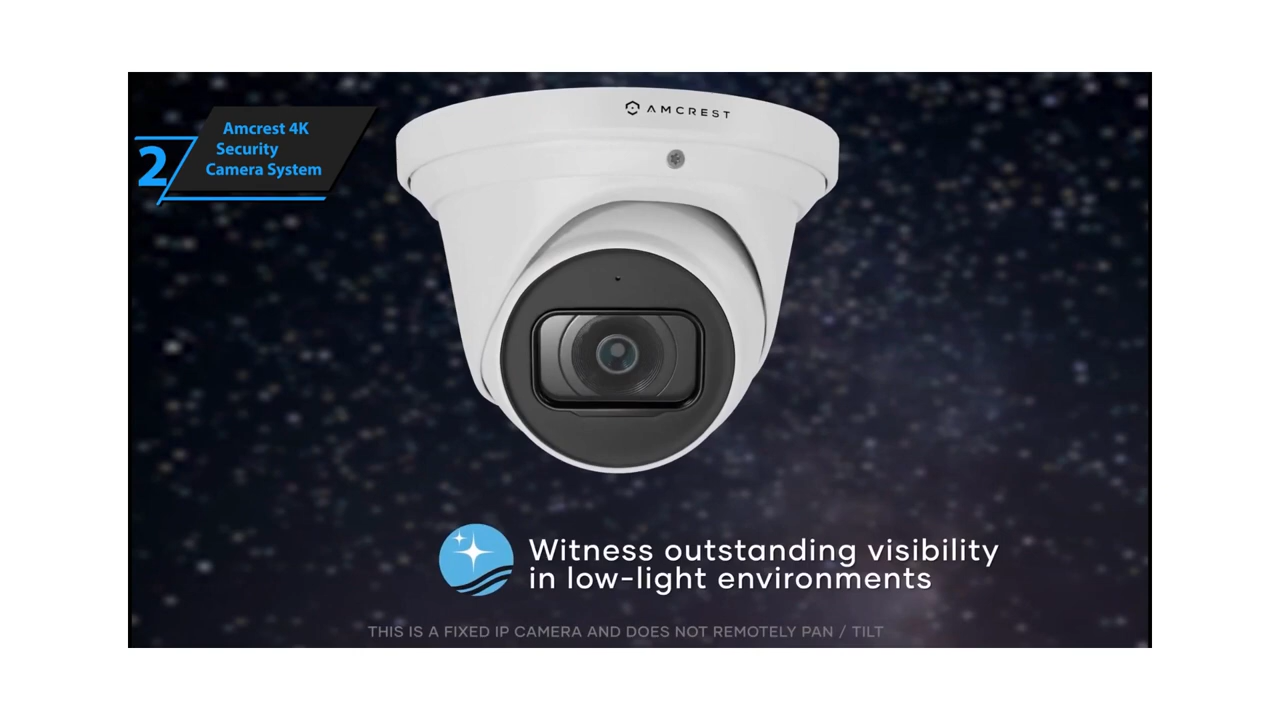 AMCREST
2
Amcrest 4K
Security
Camera System
Witness outstanding visibility
in low-light environments
THIS IS A FIXED IP CAMERA AND DOES NOT REMOTELY PAN / TILT